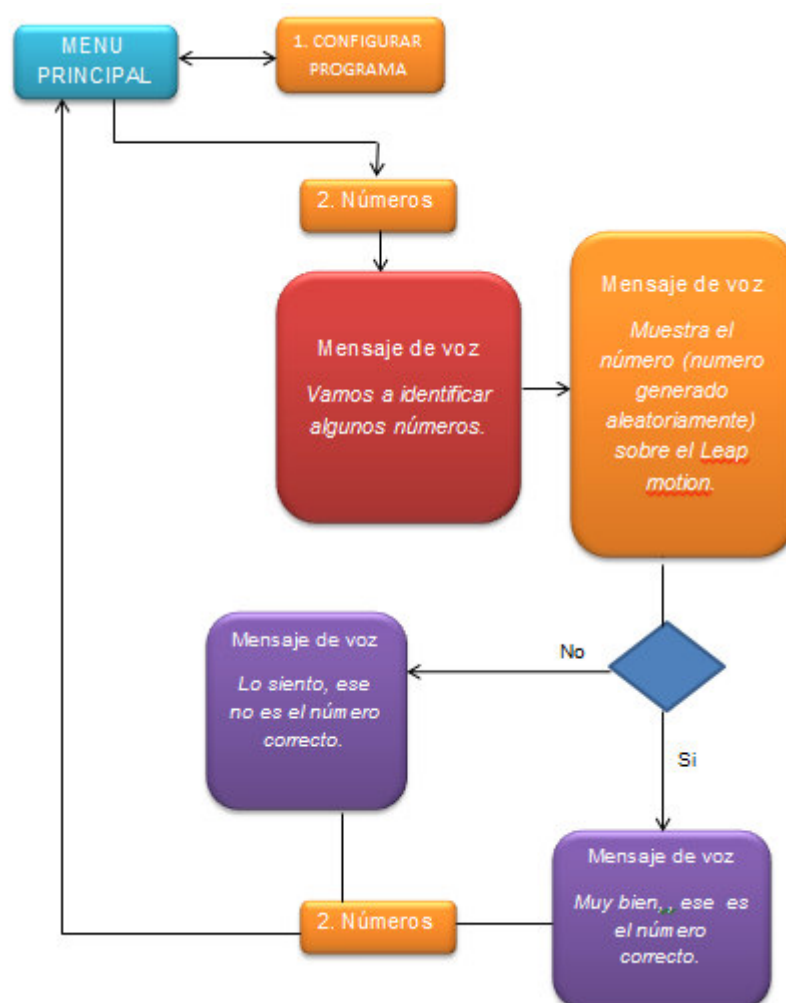 MENU
PRINCIPAL
1. CONFIGURAR
PROGRAMA
2. Números
Mensaje de voz
Vamos a identificar
algunos números.
Mensaje de voz
Muestra el
número (numero
generado
aleatoriamente)
sobre el Leap
motion.
No
Mensaje de voz
Lo siento, ese
no es el número
correcto.
Si
Mensaje de voz
Muy bien, , ese es
el número
correcto.
2. Números